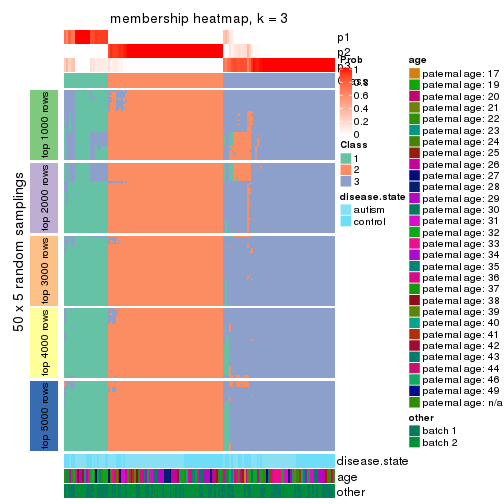 membership heatmap, k = 3
p1
p2
p3
Prob
1
0.8
0.6
0.4
0.2
0
Class
1
2
3
disease.state
autism
control
50 x 5 random samplings
top 1000 rows
top 2000 rows
top 3000 rows
top 4000 rows
top 5000 rows
disease.state
age
other
age
paternal age: 17
paternal age: 19
paternal age: 20
paternal age: 21
paternal age: 22
paternal age: 23
paternal age: 24
paternal age: 25
paternal age: 26
paternal age: 27
paternal age: 28
paternal age: 29
paternal age: 30
paternal age: 31
paternal age: 32
paternal age: 33
paternal age: 34
paternal age: 35
paternal age: 36
paternal age: 37
paternal age: 38
paternal age: 39
paternal age: 40
paternal age: 41
paternal age: 42
paternal age: 43
paternal age: 44
paternal age: 46
paternal age: 49
paternal age: n/a
other
batch 1
batch 2